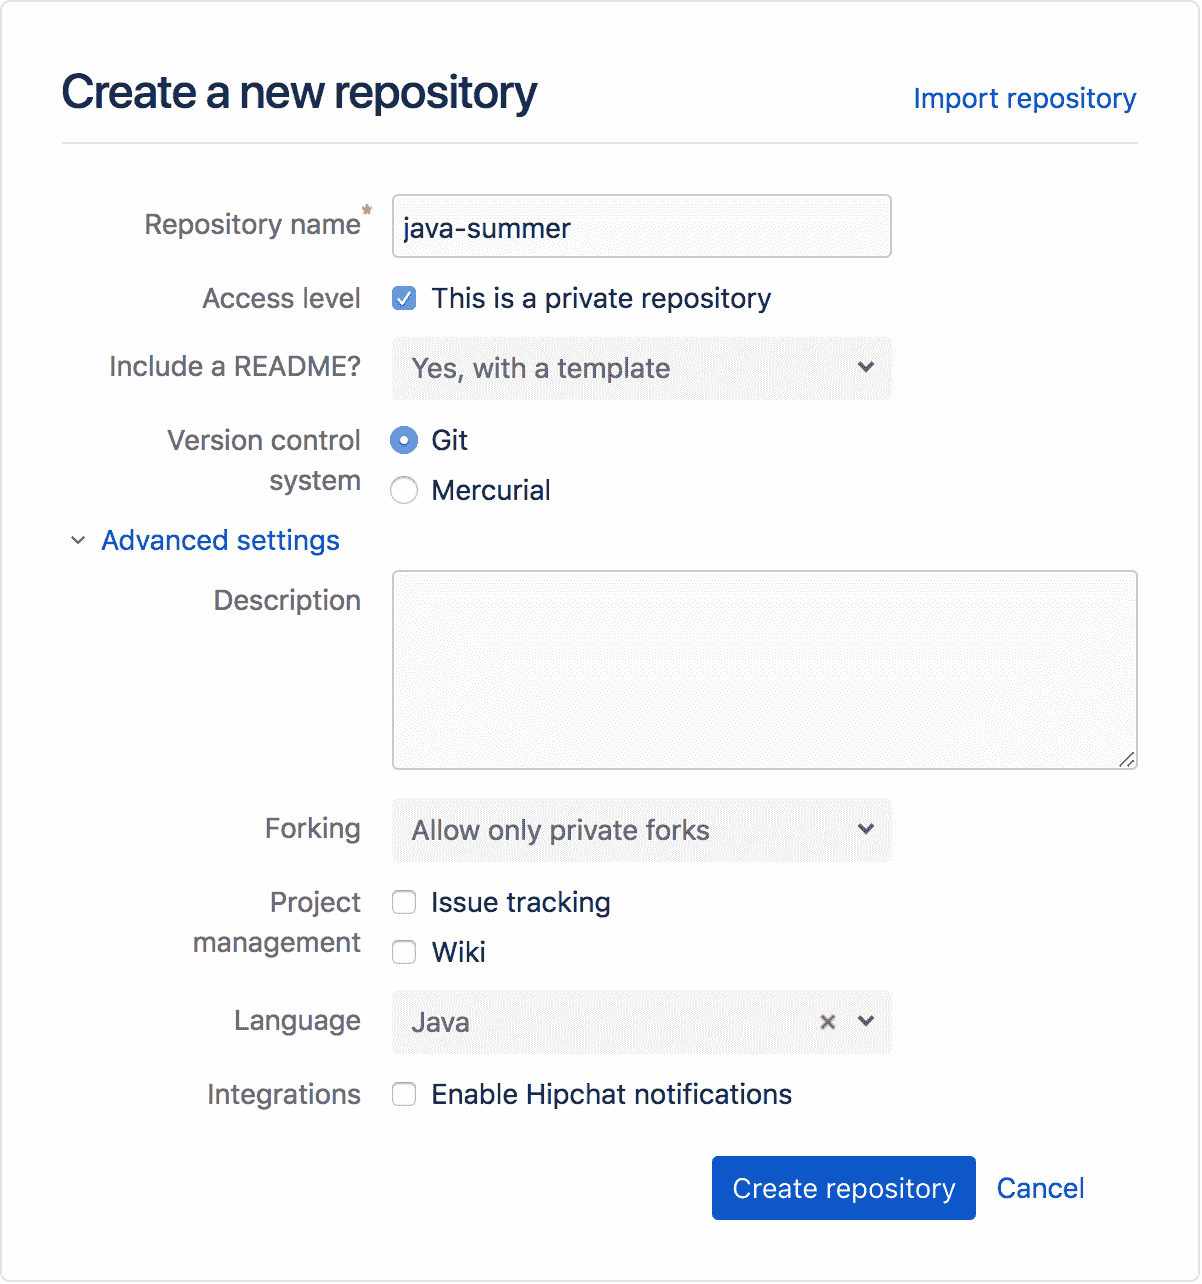 Create a new repository
Import repository
Repository name*
java-summer
Access level
This is a private repository
Include a README?
Yes, with a template
Version control
system
Git
Mercurial
Advanced settings
Description
Forking
Allow only private forks
Project
management
Issue tracking
Wiki
Language
Java
Integrations
Enable Hipchat notifications
Create repository
Cancel